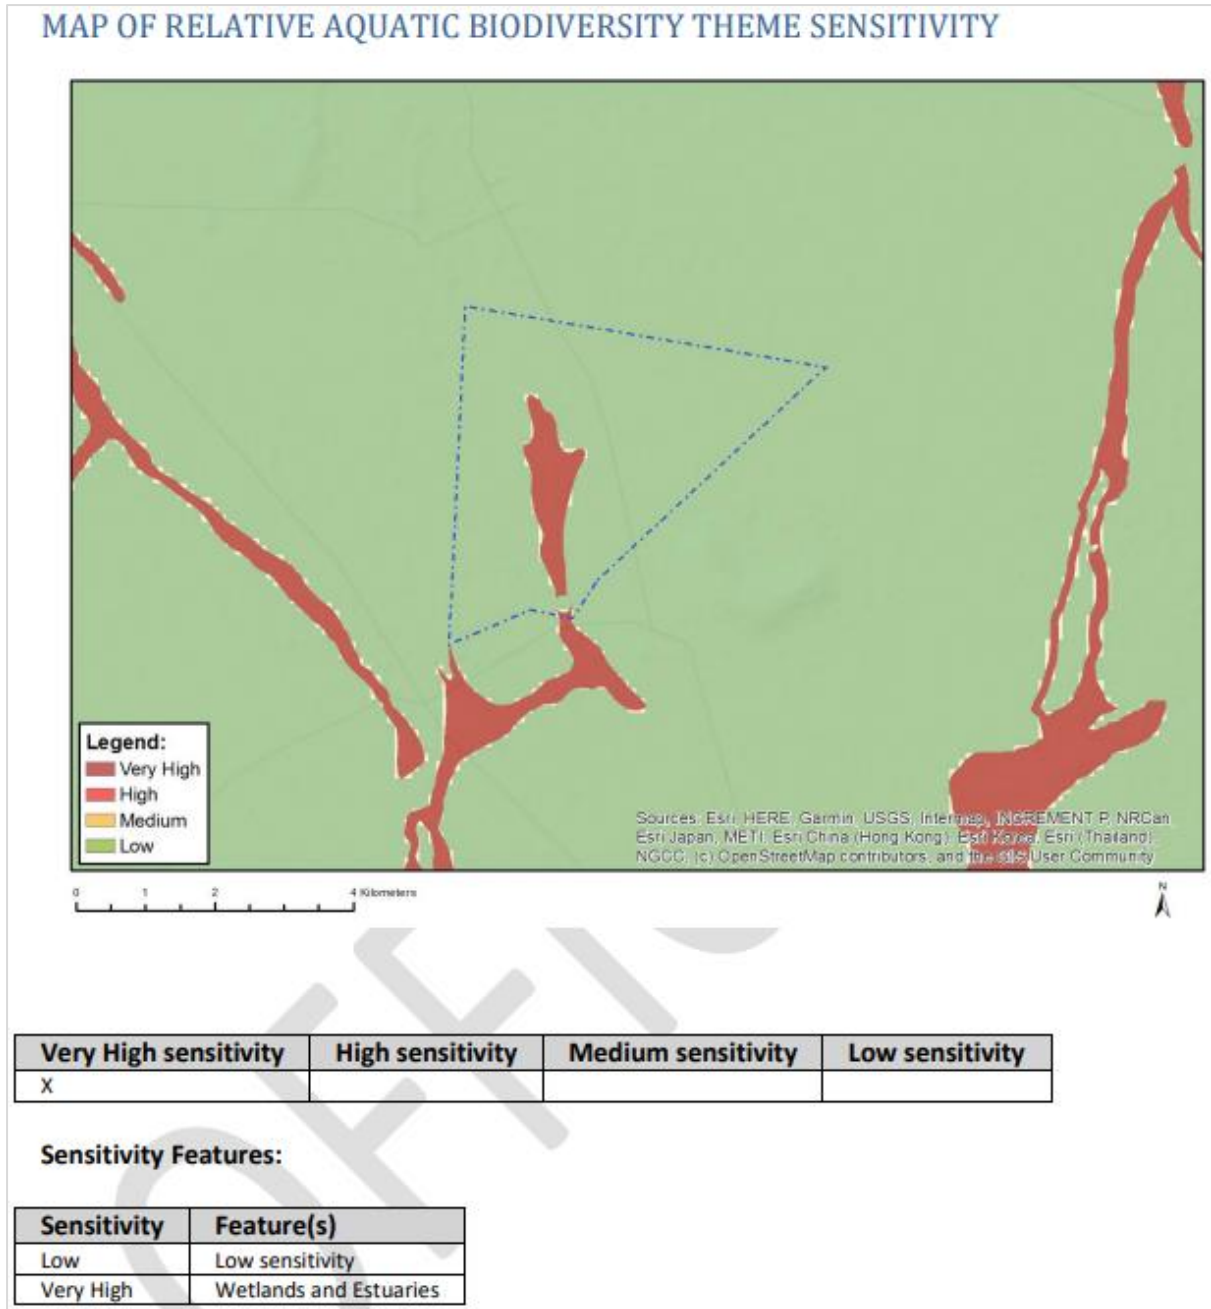 MAP OF RELATIVE AQUATIC BIODIVERSITY THEME SENSITIVITY
Legend:
Very High
High
Medium
Low
Sources: Esri, HERE, Garmin, USGS, Intermap, INCREMENT P, NRCan,
Esri Japan, METI, Esri China (Hong Kong), Esri Korea, Esri (Thailand),
NGCC, (c) OpenStreetMap contributors, and the GIS User Community
0 1 2 4 Kilometers
N
Very High sensitivity High sensitivity Medium sensitivity Low sensitivity
X
Sensitivity Features:
Sensitivity Feature(s)
Low Low sensitivity
Very High Wetlands and Estuaries